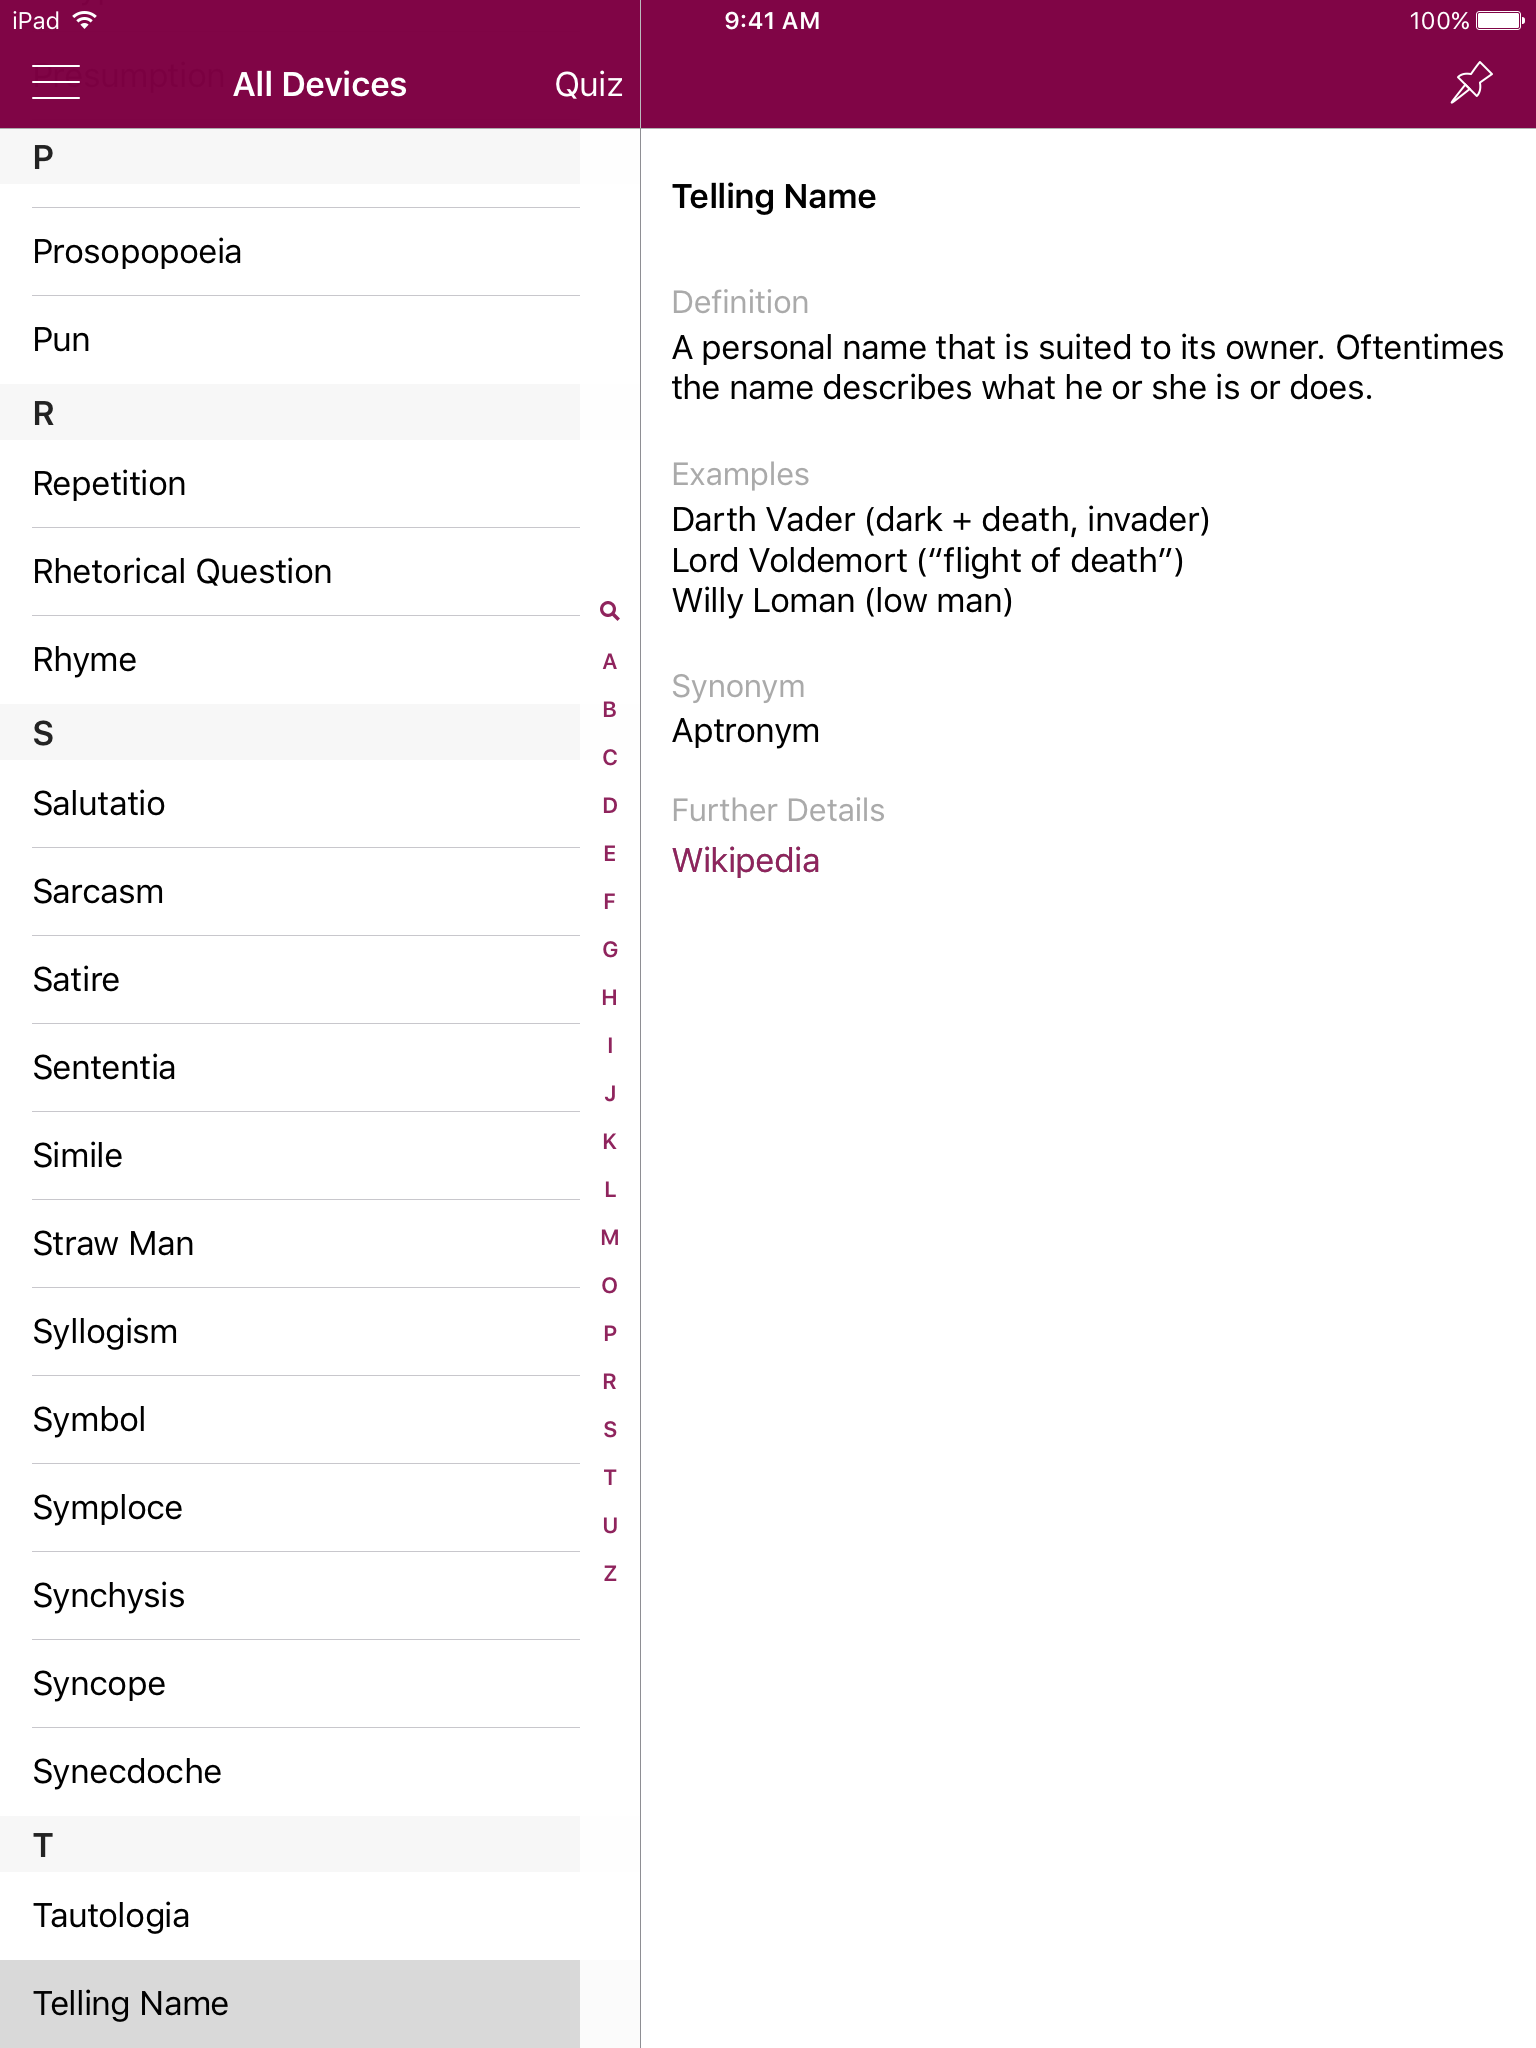 iPad
9:41 AM
100%
All Devices
Quiz
P
Prosopopoeia
Pun
R
Repetition
Rhetorical Question
Rhyme
S
Salutatio
Sarcasm
Satire
Sententia
Simile
Straw Man
Syllogism
Symbol
Symploce
Synchysis
Syncope
Synecdoche
T
Tautologia
Telling Name
A
B
C
D
E
F
G
H
I
J
K
L
M
O
P
R
S
T
U
Z
Telling Name
Definition
A personal name that is suited to its owner. Oftentimes
the name describes what he or she is or does.
Examples
Darth Vader (dark + death, invader)
Lord Voldemort (“flight of death”)
Willy Loman (low man)
Synonym
Aptronym
Further Details
Wikipedia